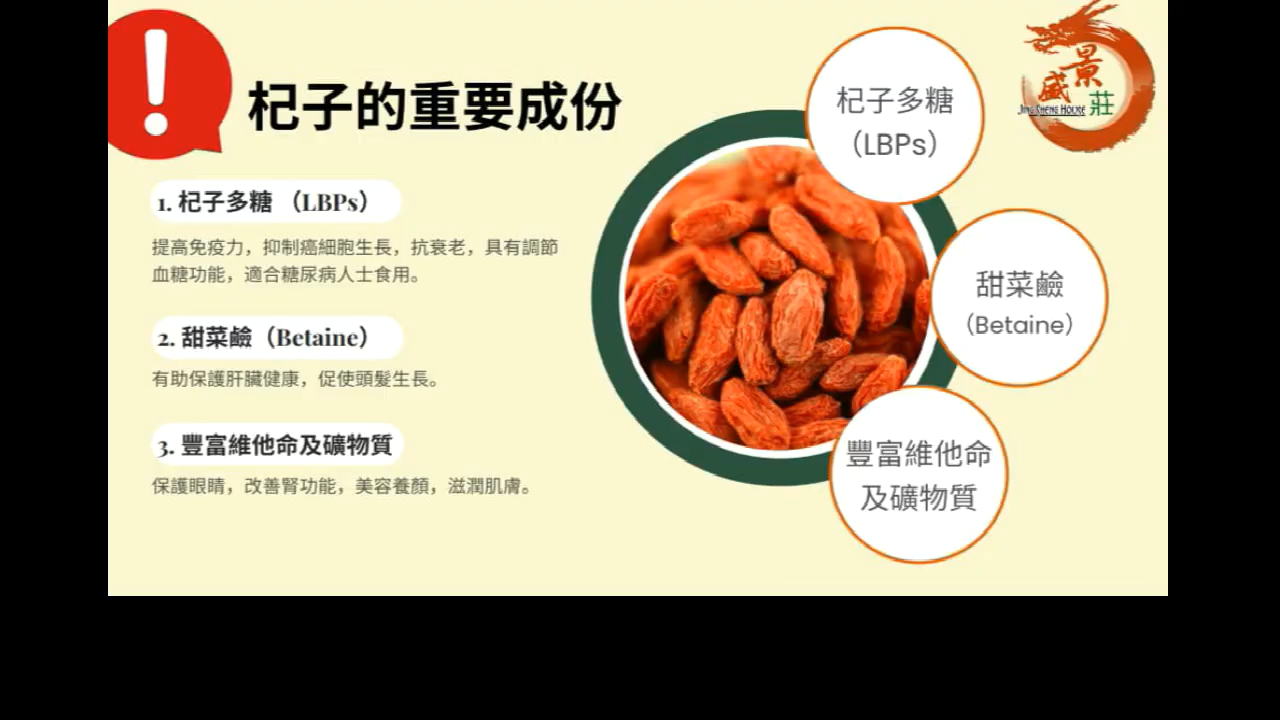 杞子的重要成份
1. 杞子多糖 （LBPs）
提高免疫力，抑制癌細胞生長，抗衰老，具有調節
血糖功能，適合糖尿病人士食用。
2. 甜菜鹼（Betaine）
有助保護肝臟健康，促使頭髮生長。
3. 豐富維他命及礦物質
保護眼睛，改善腎功能，美容養顏，滋潤肌膚。
杞子多糖
（LBPs）
甜菜鹼
（Betaine）
豐富維他命
及礦物質
景
盛
莊
JING SHENG HOUSE